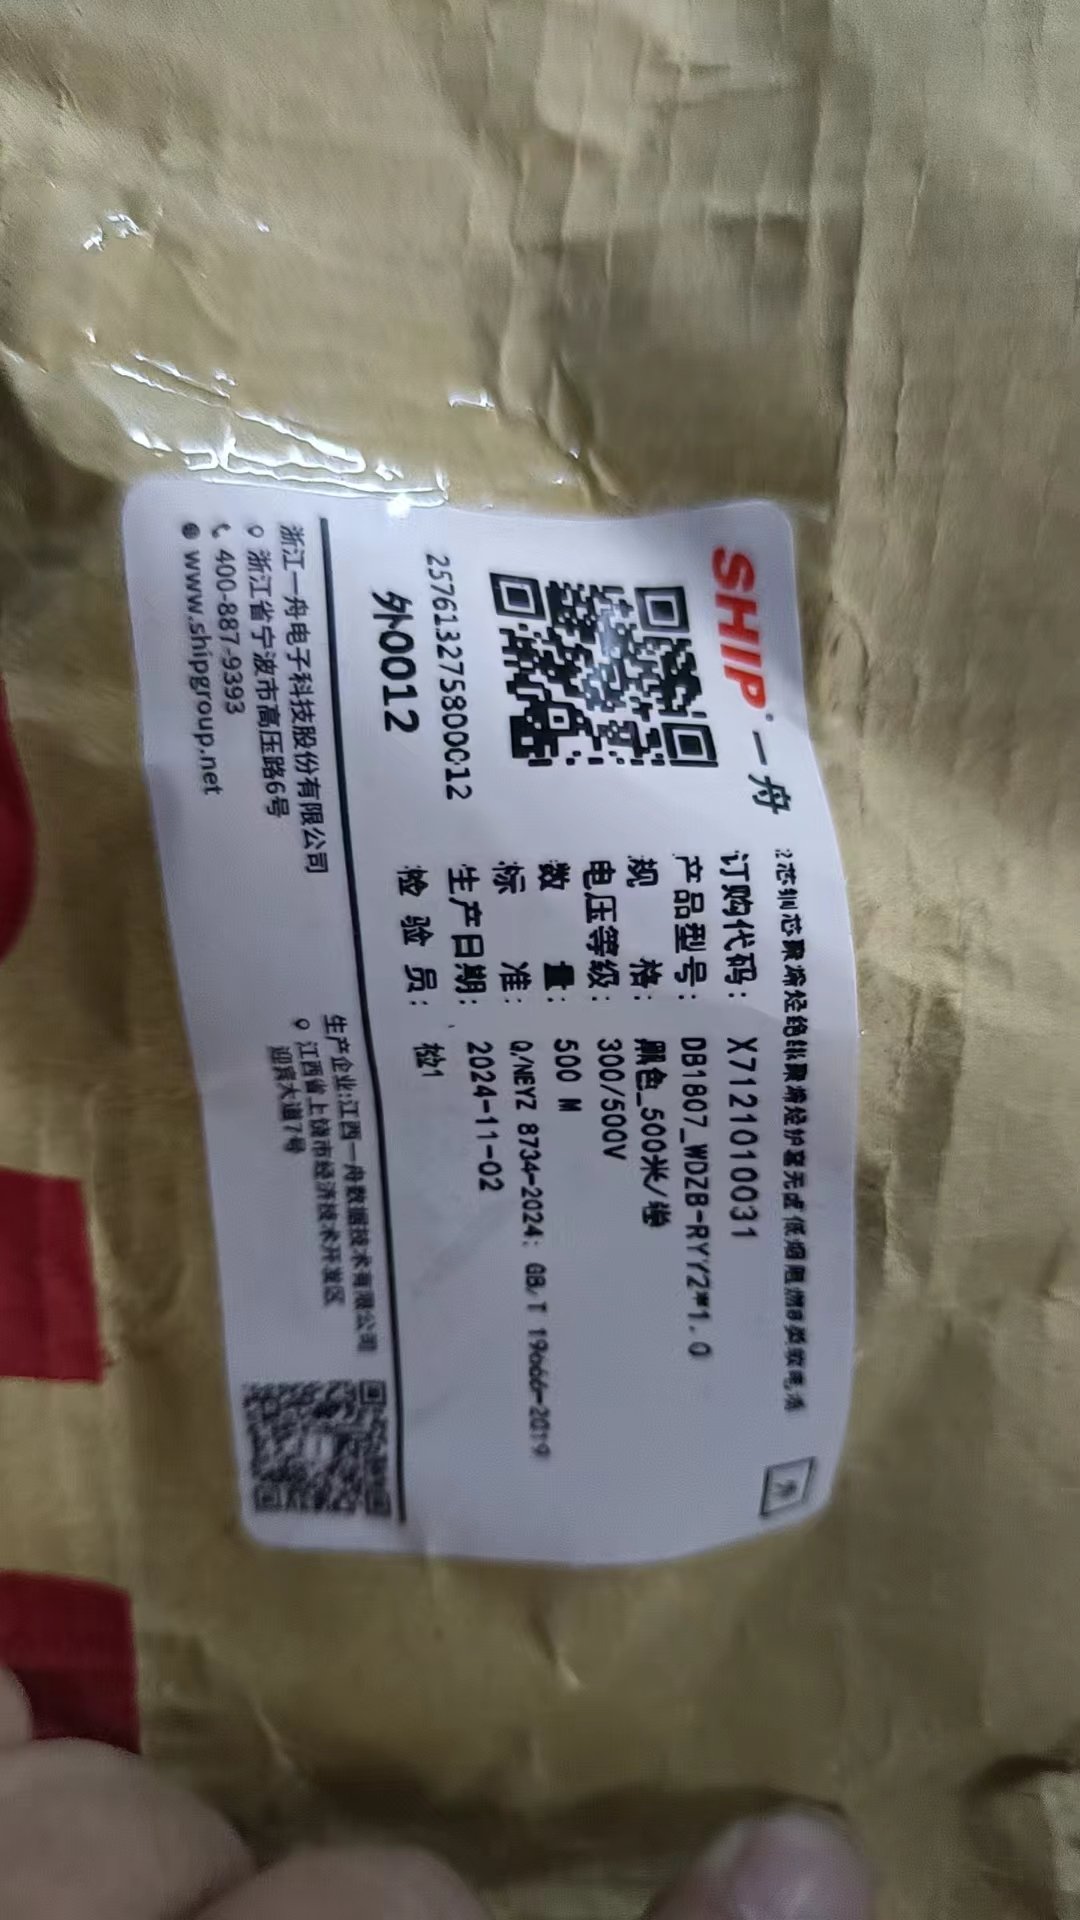 SHIP 一舟
2芯铜芯聚烯烃绝缘聚烯烃护套无卤低烟阻燃B类软电缆
外
订购代码: X7121010031
产品型号: DB1807_WDZB-RYY2*1.0
规 格: 黑色_500米/卷
电压等级: 300/500V
数 量: 500 M
标 准: Q/NEYZ 8734-2024; GB/T 19666-2019
生产日期: 2024-11-02
检 验 员: 检1
2576132758000012
外0012
浙江一舟电子科技股份有限公司
浙江省宁波市高压路6号
400-887-9393
www.shipgroup.net
生产企业:江西一舟数据技术有限公司
江西省上饶市经济技术开发区
迎宾大道7号